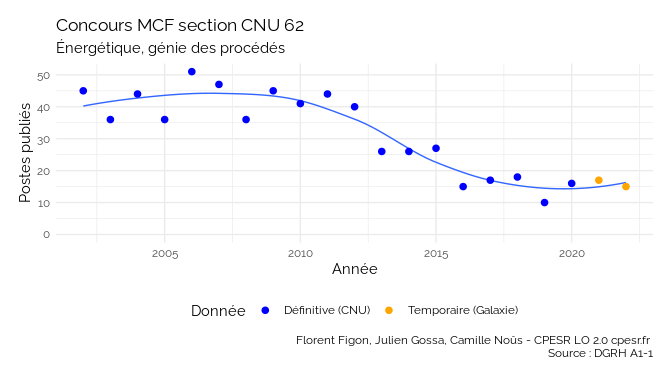 Concours MCF section CNU 62
Énergétique, génie des procédés
50
40
30
20
10
0
Postes publiés
2005
2010
2015
2020
Année
Donnée
Définitive (CNU)
Temporaire (Galaxie)
Florent Figon, Julien Gossa, Camille Noûs - CPESR LO 2.0 cpesr.fr
Source : DGRH A1-1